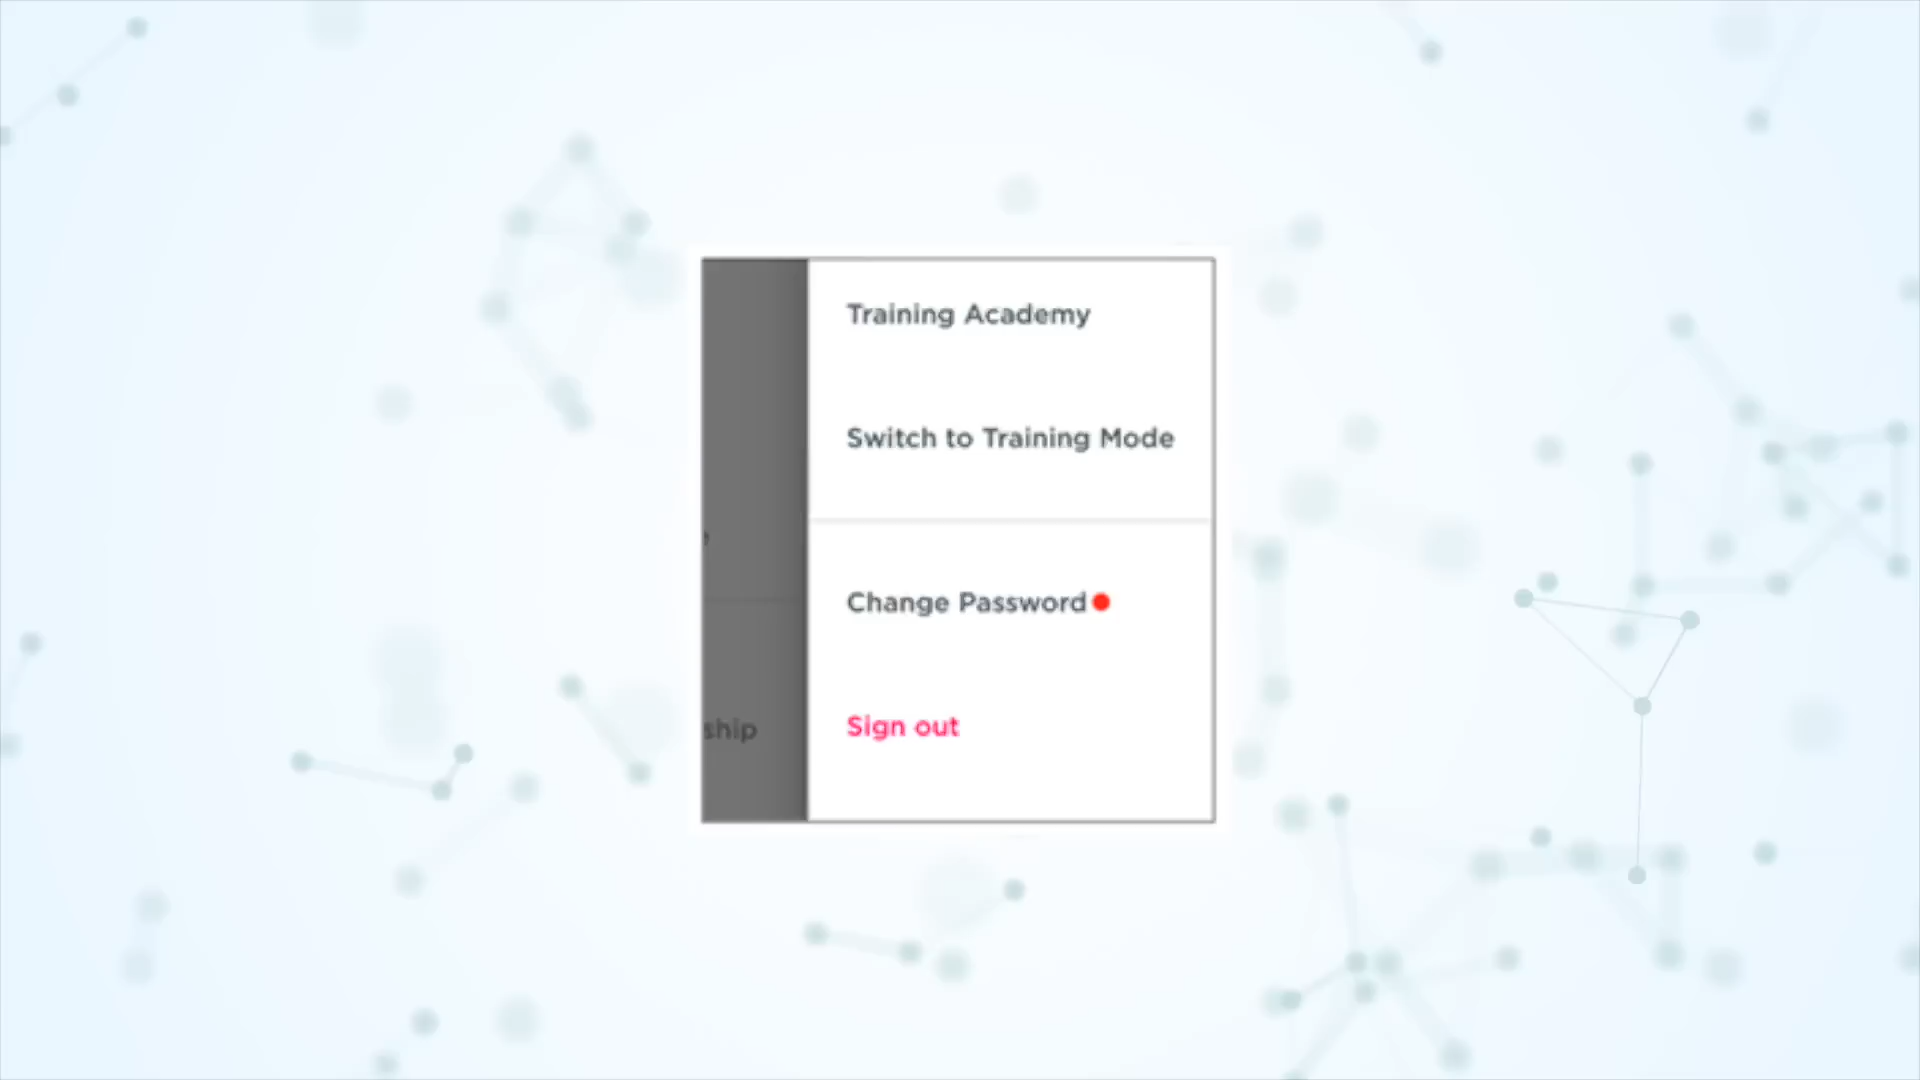 Training Academy
Switch to Training Mode
Change Password
ship
Sign out